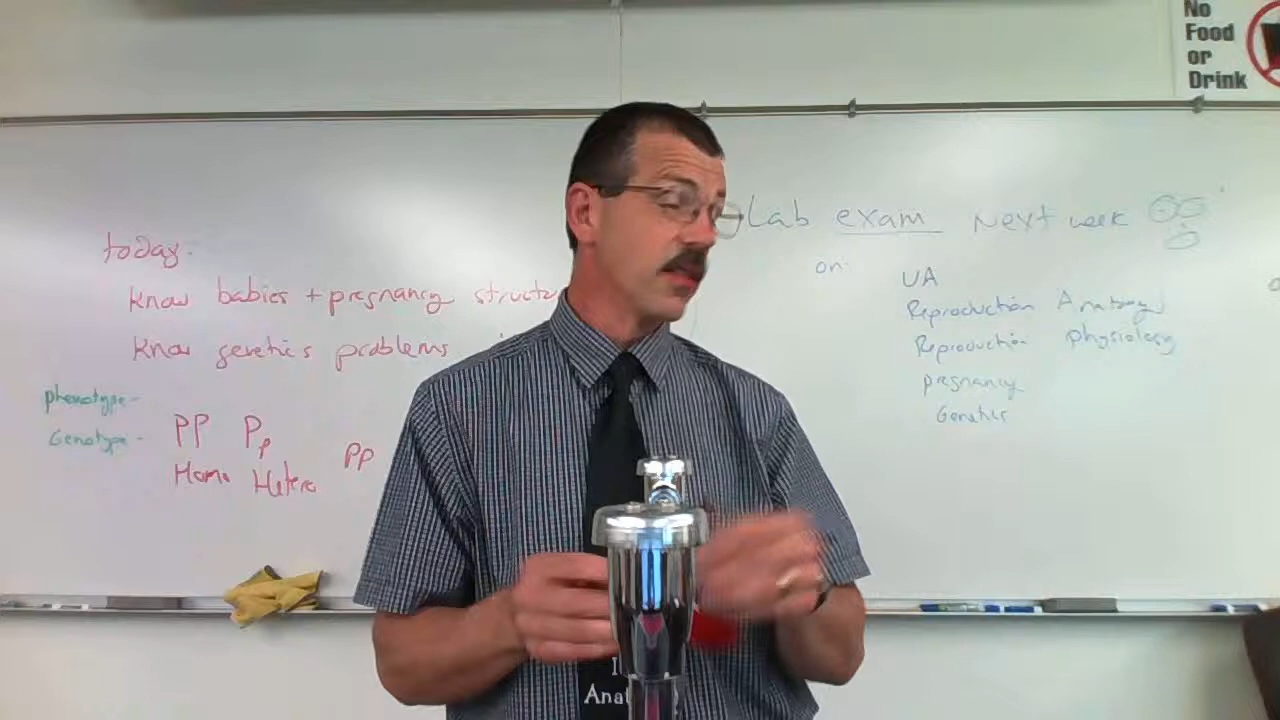 No
Food
or
Drink
today.
know babies + pregnancy structu
know genetics problems
phenotype-
Genotype-
PP Pp pp
Homo Hetero
Lab exam Next week
on:
UA
Reproduction Anatomy
Reproduction physiology
pregnancy
Genetics
Anat